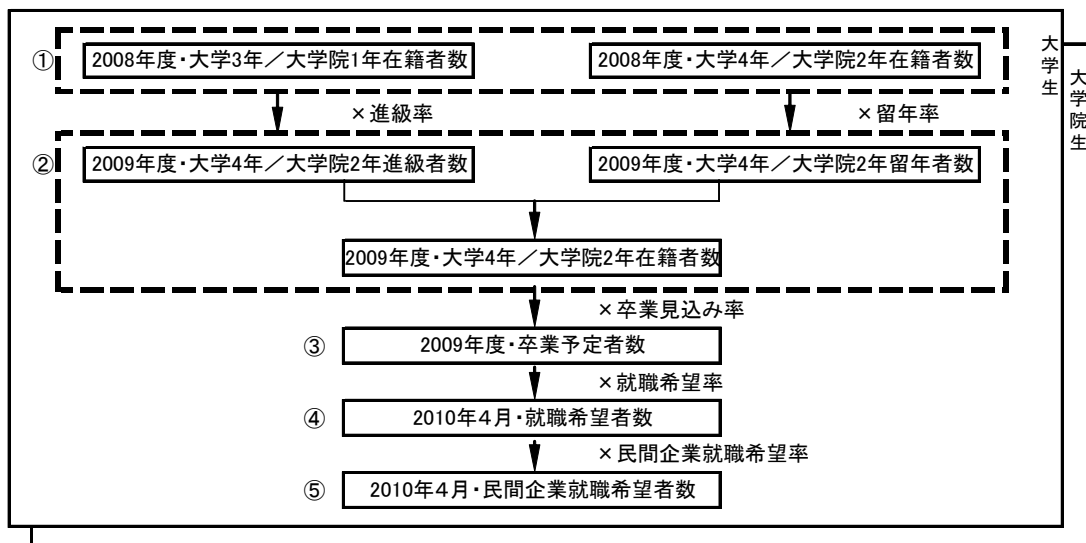 ①
2008年度・大学3年／大学院1年在籍者数
2008年度・大学4年／大学院2年在籍者数
大学生
大学院生
×進級率
×留年率
②
2009年度・大学4年／大学院2年進級者数
2009年度・大学4年／大学院2年留年者数
2009年度・大学4年／大学院2年在籍者数
×卒業見込み率
③
2009年度・卒業予定者数
×就職希望率
④
2010年４月・就職希望者数
×民間企業就職希望率
⑤
2010年４月・民間企業就職希望者数